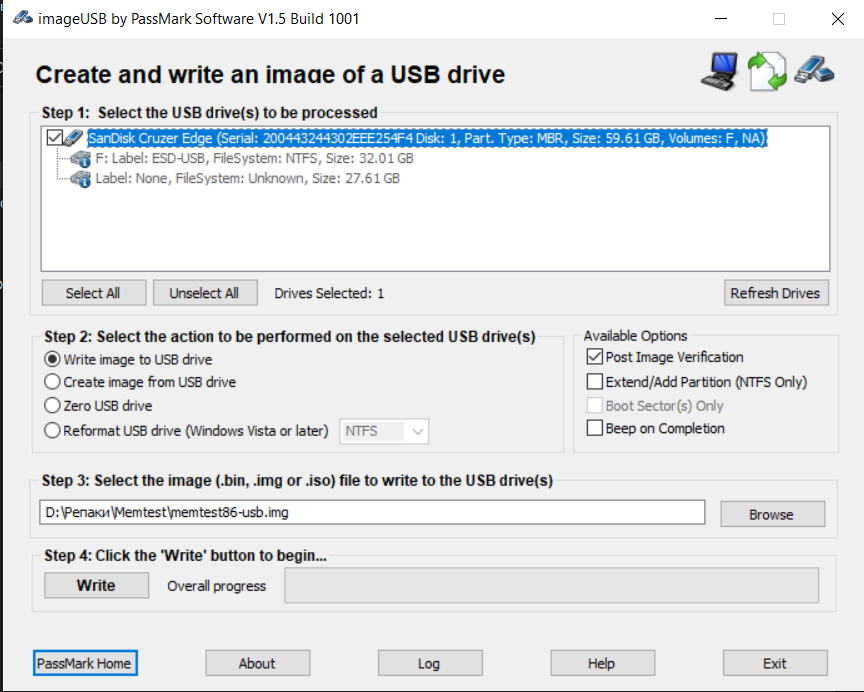 imageUSB by PassMark Software V1.5 Build 1001
Create and write an image of a USB drive
Step 1: Select the USB drive(s) to be processed
SanDisk Cruzer Edge (Serial: 200443244302EEE254F4 Disk: 1, Part. Type: MBR, Size: 59.61 GB, Volumes: F, NA)
F: Label: ESD-USB, FileSystem: NTFS, Size: 32.01 GB
Label: None, FileSystem: Unknown, Size: 27.61 GB
Select All
Unselect All
Drives Selected: 1
Refresh Drives
Step 2: Select the action to be performed on the selected USB drive(s)
Write image to USB drive
Create image from USB drive
Zero USB drive
Reformat USB drive (Windows Vista or later)
NTFS
Available Options
Post Image Verification
Extend/Add Partition (NTFS Only)
Boot Sector(s) Only
Beep on Completion
Step 3: Select the image (.bin, .img or .iso) file to write to the USB drive(s)
D:\Репаки\Memtest\memtest86-usb.img
Browse
Step 4: Click the 'Write' button to begin...
Write
Overall progress
PassMark Home
About
Log
Help
Exit